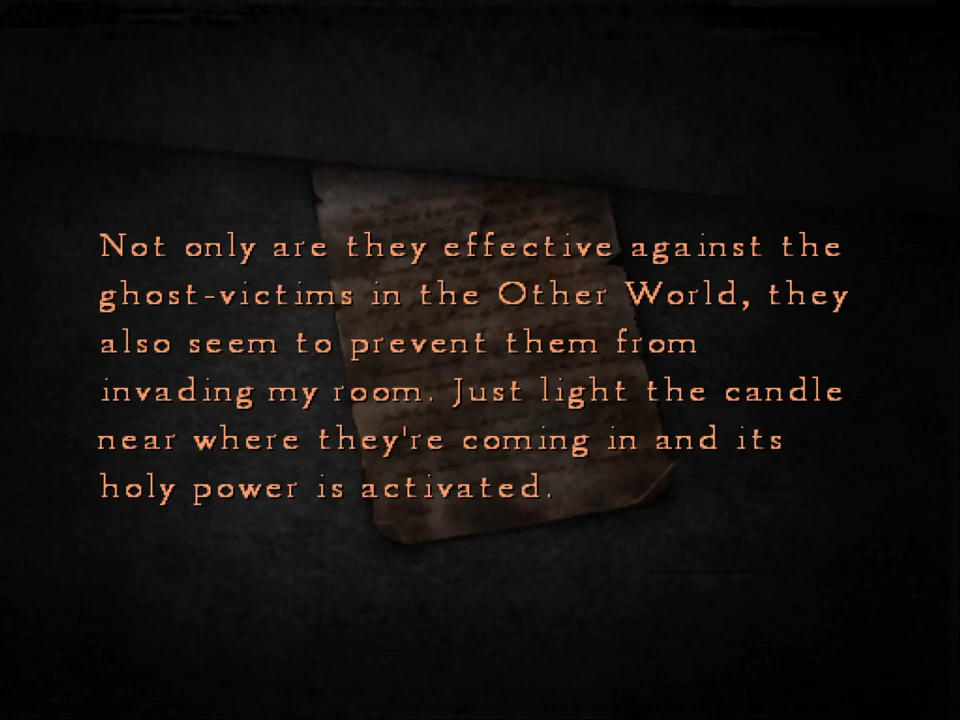 Not only are they effective against the
ghost-victims in the Other World, they
also seem to prevent them from
invading my room. Just light the candle
near where they're coming in and its
holy power is activated.